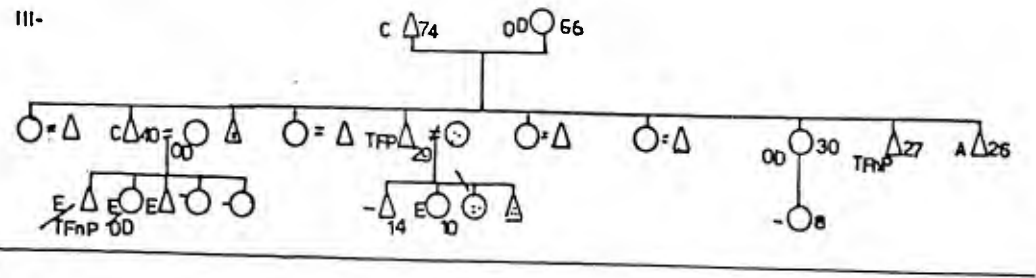 III-
C 74 OD 66
C 40 = OD = TFP 29 ≠ = = OD 30 TFnP 27 A 26
E E E - -
TFnP OD
- 14 E 10 - 8